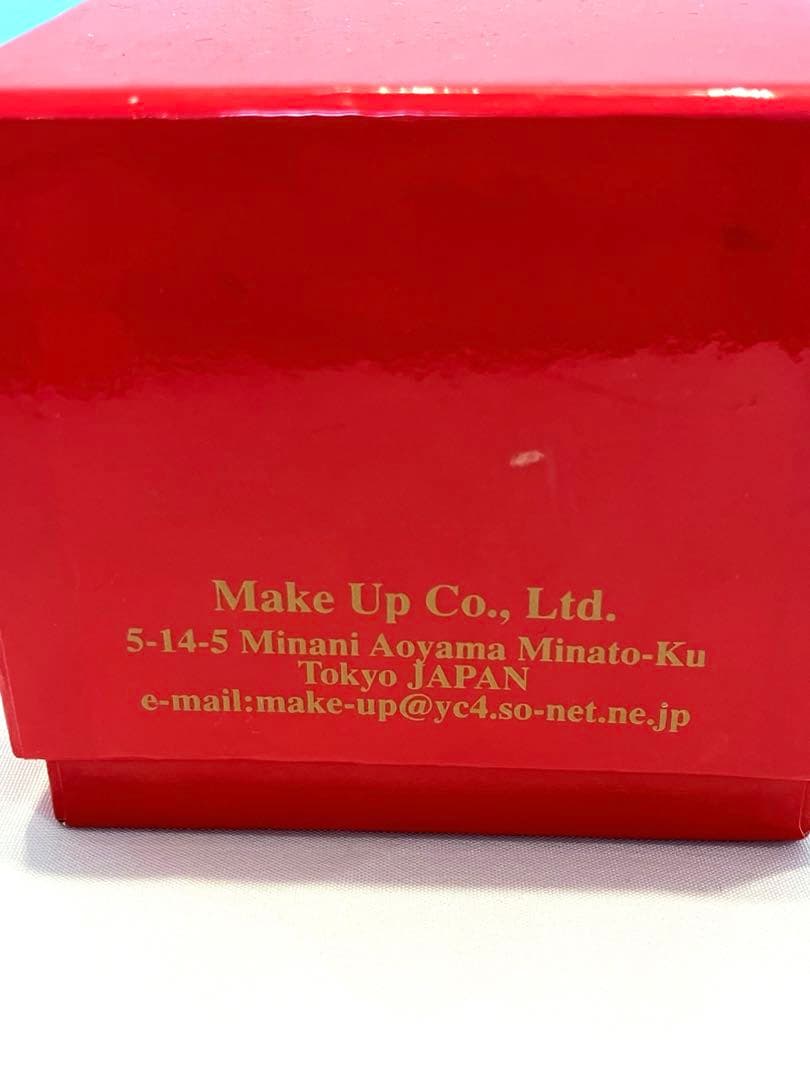 Make Up Co., Ltd.
5-14-5 Minani Aoyama Minato-Ku
Tokyo JAPAN
e-mail:make-up@yc4.so-net.ne.jp